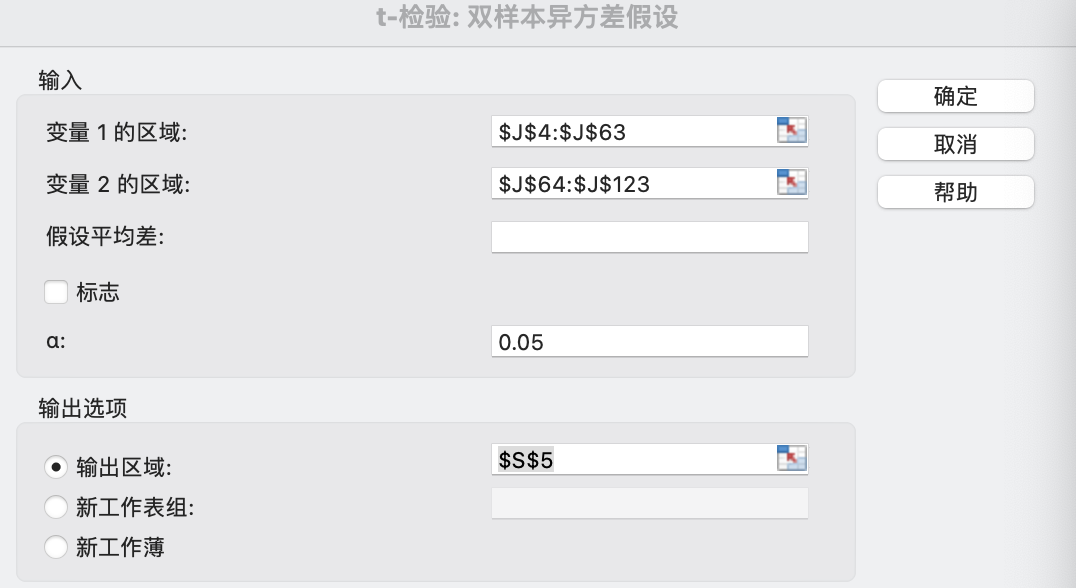 t-检验: 双样本异方差假设
输入
变量 1 的区域: $J$4:$J$63
变量 2 的区域: $J$64:$J$123
假设平均差:
标志
α: 0.05
确定
取消
帮助
输出选项
输出区域: $S$5
新工作表组:
新工作薄